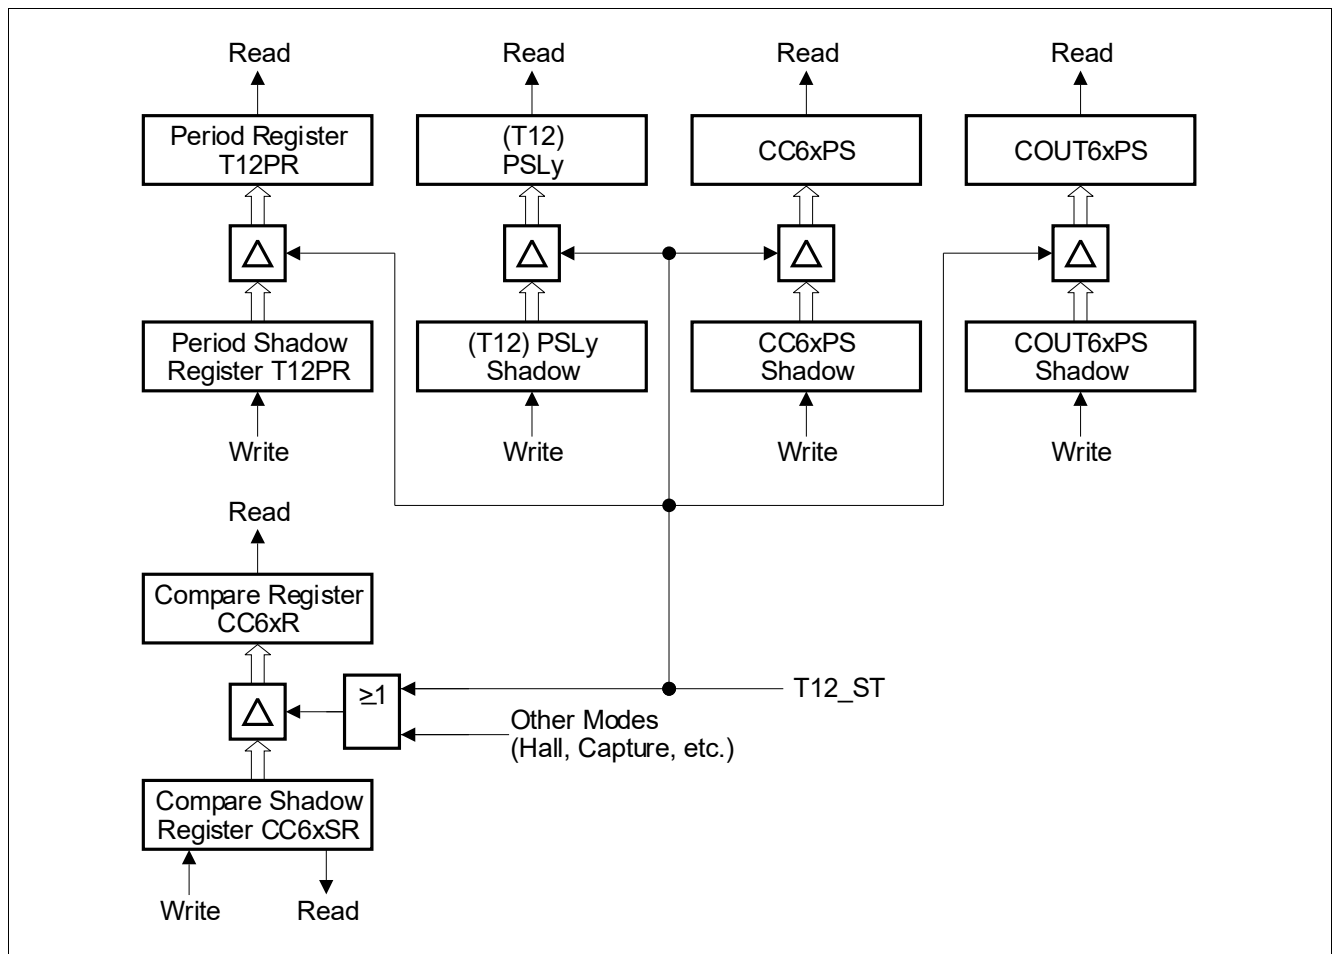 Read
Read
Read
Read
Period Register
T12PR
(T12)
PSLy
CC6xPS
COUT6xPS
Period Shadow
Register T12PR
(T12) PSLy
Shadow
CC6xPS
Shadow
COUT6xPS
Shadow
Write
Write
Write
Write
Read
Compare Register
CC6xR
≥1
T12_ST
Other Modes
(Hall, Capture, etc.)
Compare Shadow
Register CC6xSR
Write
Read